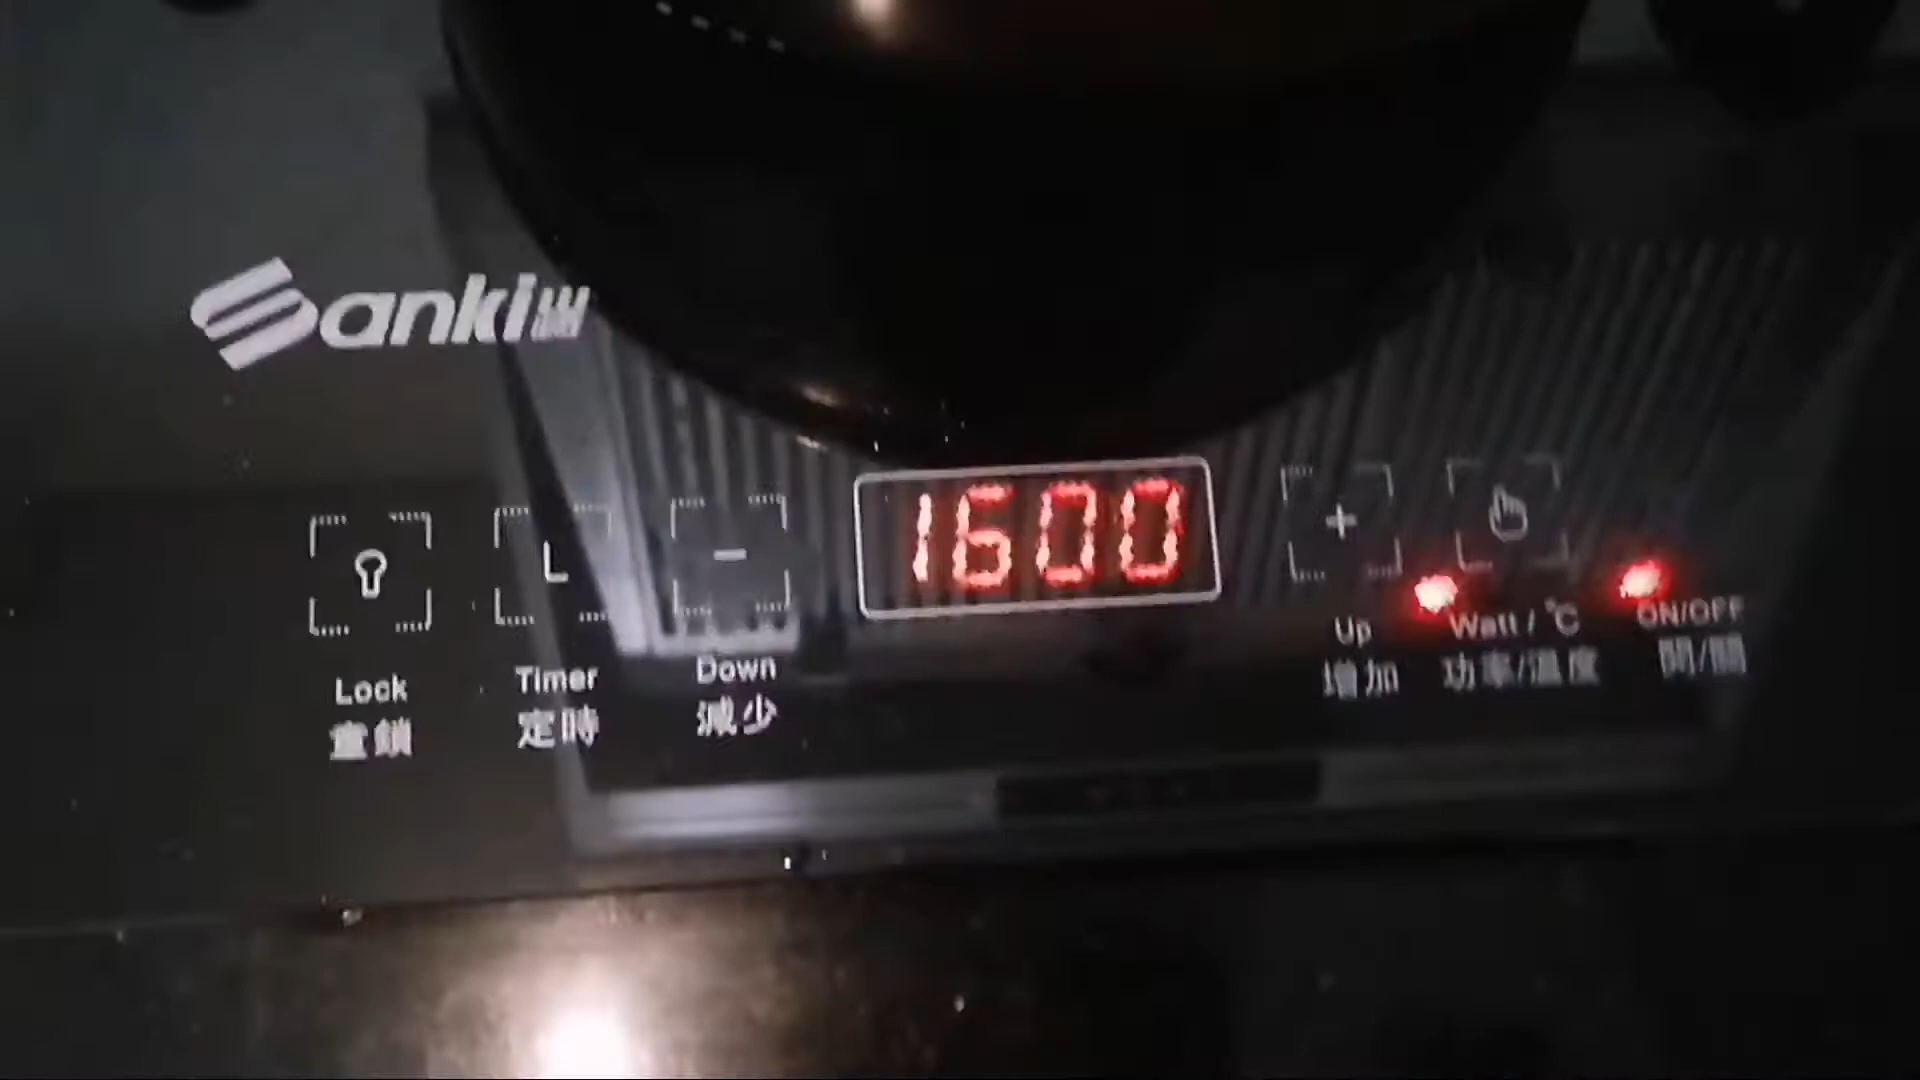 Sanki
1600
Lock
童鎖
Timer
定時
Down
減少
Up
增加
Watt / °C
功率/溫度
ON/OFF
開/關